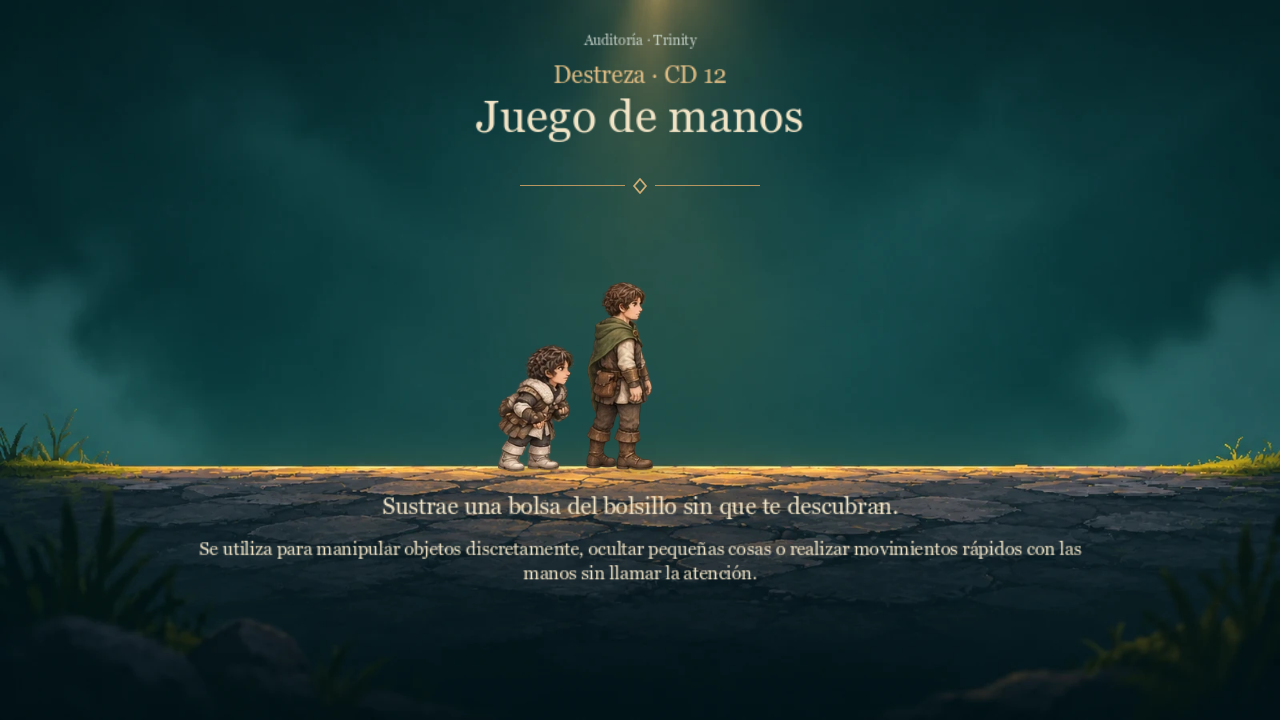 Auditoría · Trinity
Destreza · CD 12
Juego de manos
Sustrae una bolsa del bolsillo sin que te descubran.
Se utiliza para manipular objetos discretamente, ocultar pequeñas cosas o realizar movimientos rápidos con las
manos sin llamar la atención.